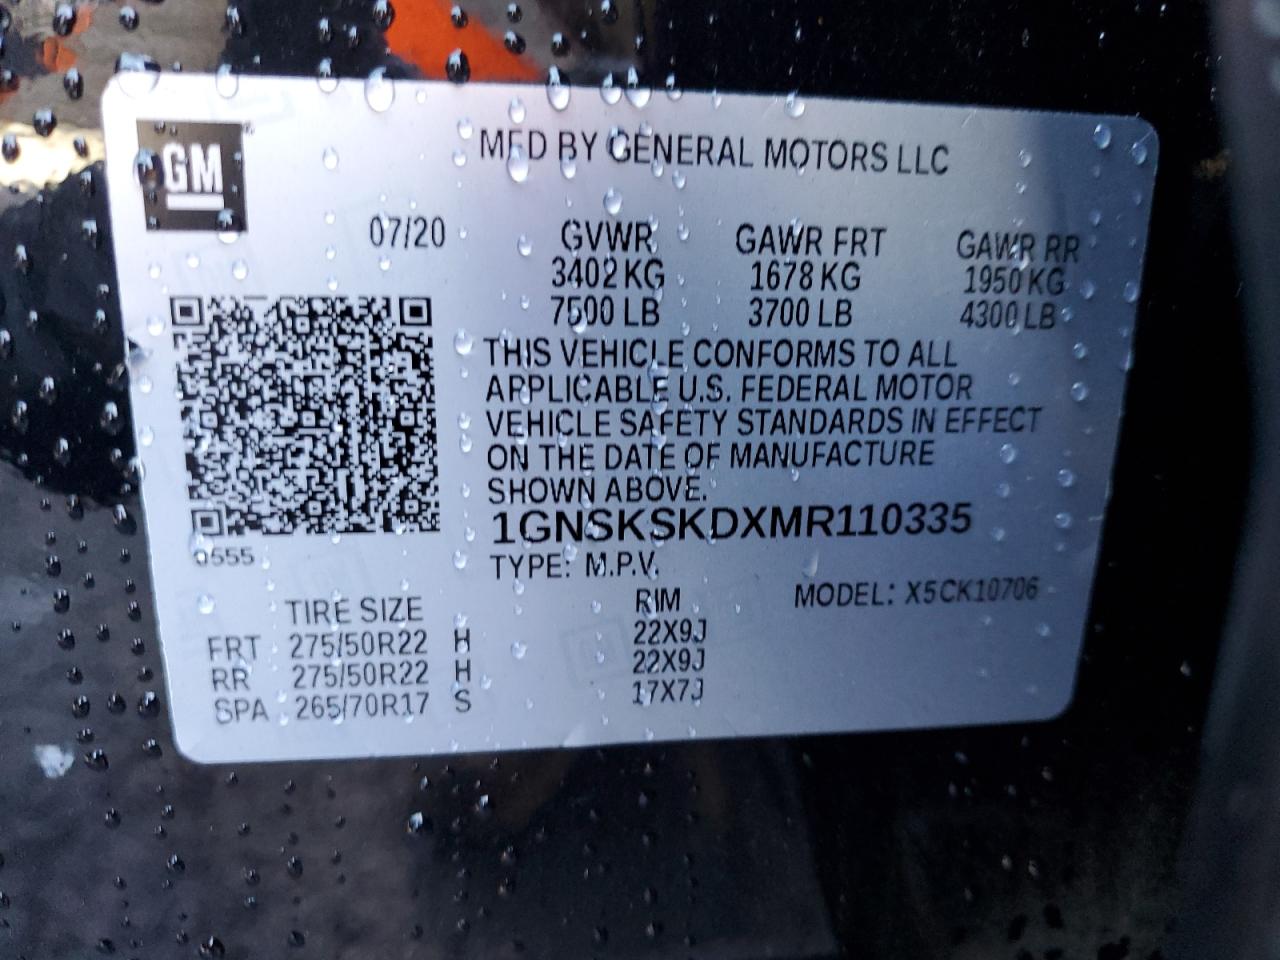 GM
MFD BY GENERAL MOTORS LLC
07/20 GVWR GAWR FRT GAWR RR
3402 KG 1678 KG 1950 KG
7500 LB 3700 LB 4300 LB
THIS VEHICLE CONFORMS TO ALL
APPLICABLE U.S. FEDERAL MOTOR
VEHICLE SAFETY STANDARDS IN EFFECT
ON THE DATE OF MANUFACTURE
SHOWN ABOVE.
1GNSKSKDXMR110335
0555
TYPE: M.P.V.
TIRE SIZE RIM MODEL: X5CK10706
FRT 275/50R22 H 22X9J
RR 275/50R22 H 22X9J
SPA 265/70R17 S 17X7J